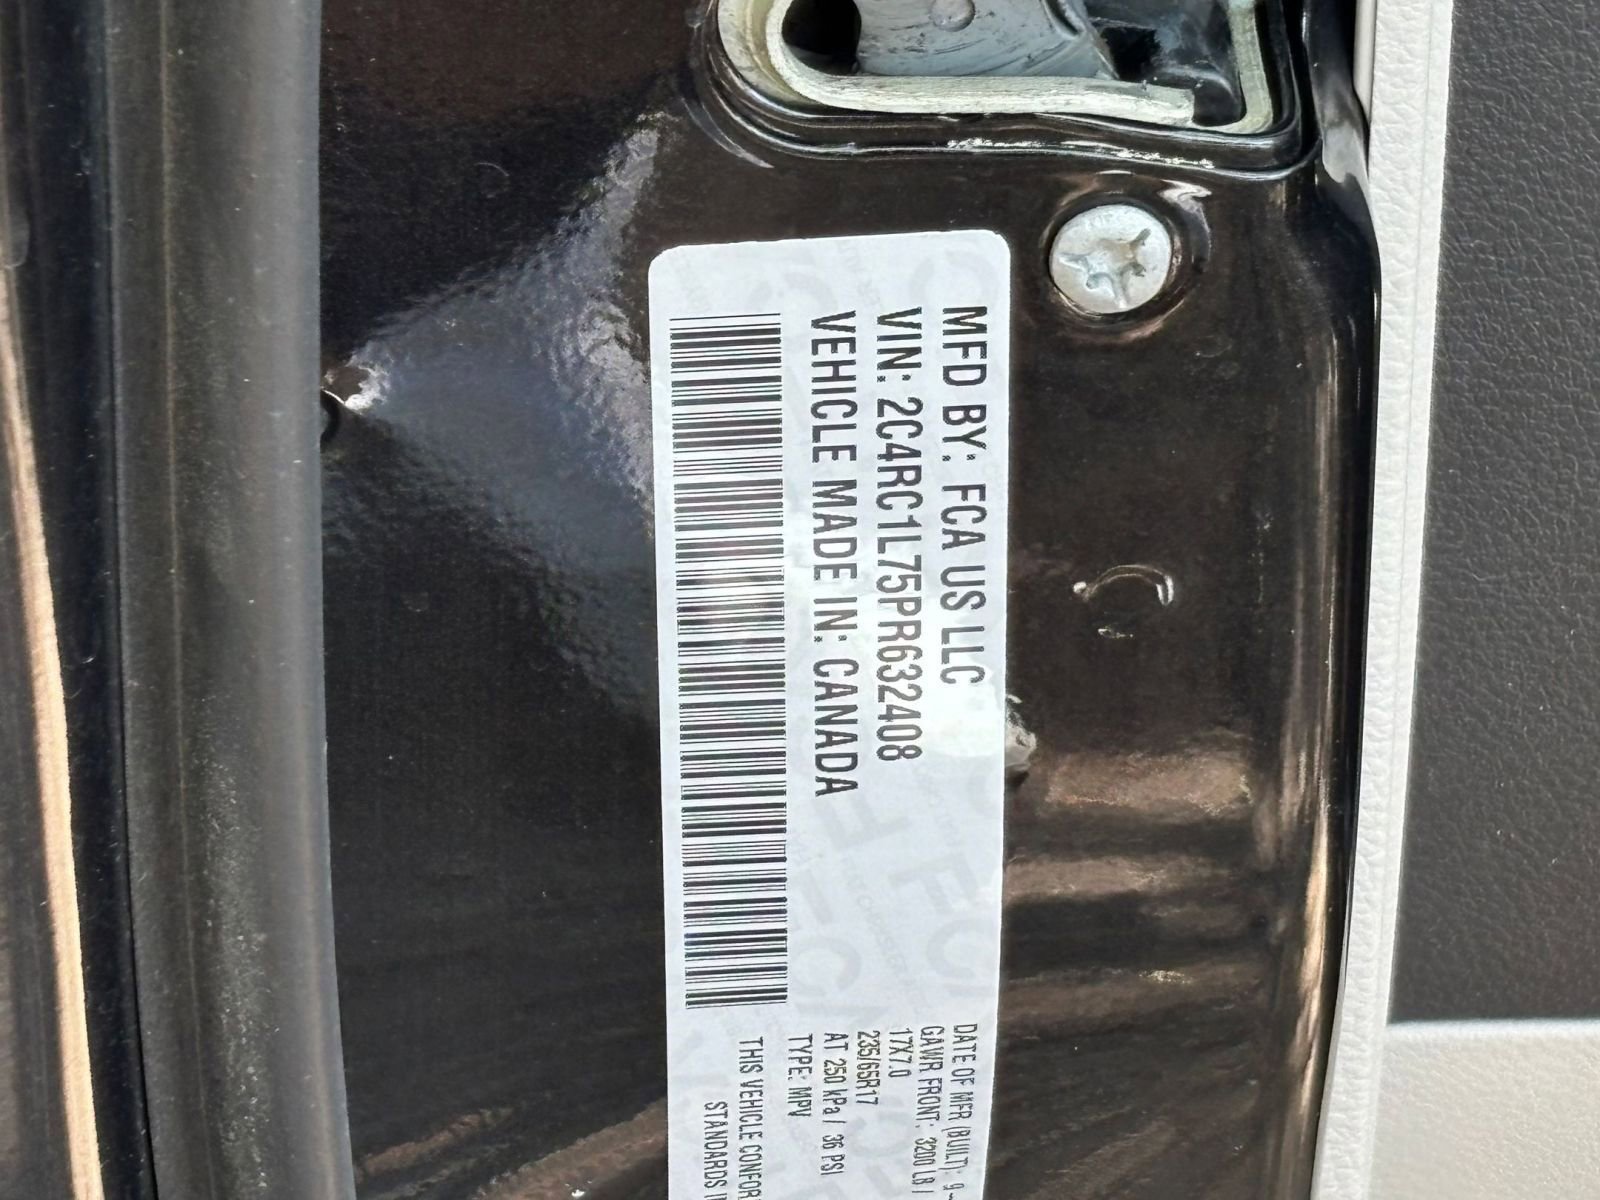 MFD BY: FCA US LLC
VIN: 2C4RC1L75PR632408
VEHICLE MADE IN: CANADA
DATE OF MFR (BUILT): 9-
GAWR FRONT: 3200 LB /
17X7.0
235/65R17
AT 250 kPa / 36 PSI
TYPE: MPV
THIS VEHICLE CONFOR
STANDARDS I